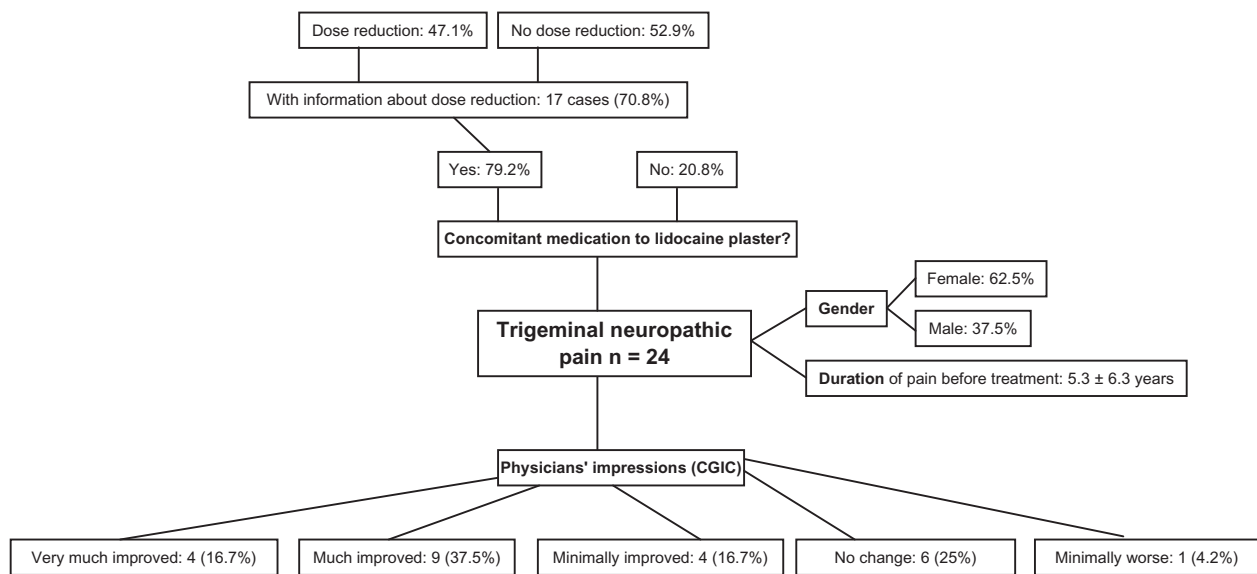 Dose reduction: 47.1%
No dose reduction: 52.9%
With information about dose reduction: 17 cases (70.8%)
Yes: 79.2%
No: 20.8%
Concomitant medication to lidocaine plaster?
Female: 62.5%
Gender
Male: 37.5%
Trigeminal neuropathic
pain n = 24
Duration of pain before treatment: 5.3 ± 6.3 years
Physicians' impressions (CGIC)
Very much improved: 4 (16.7%)
Much improved: 9 (37.5%)
Minimally improved: 4 (16.7%)
No change: 6 (25%)
Minimally worse: 1 (4.2%)